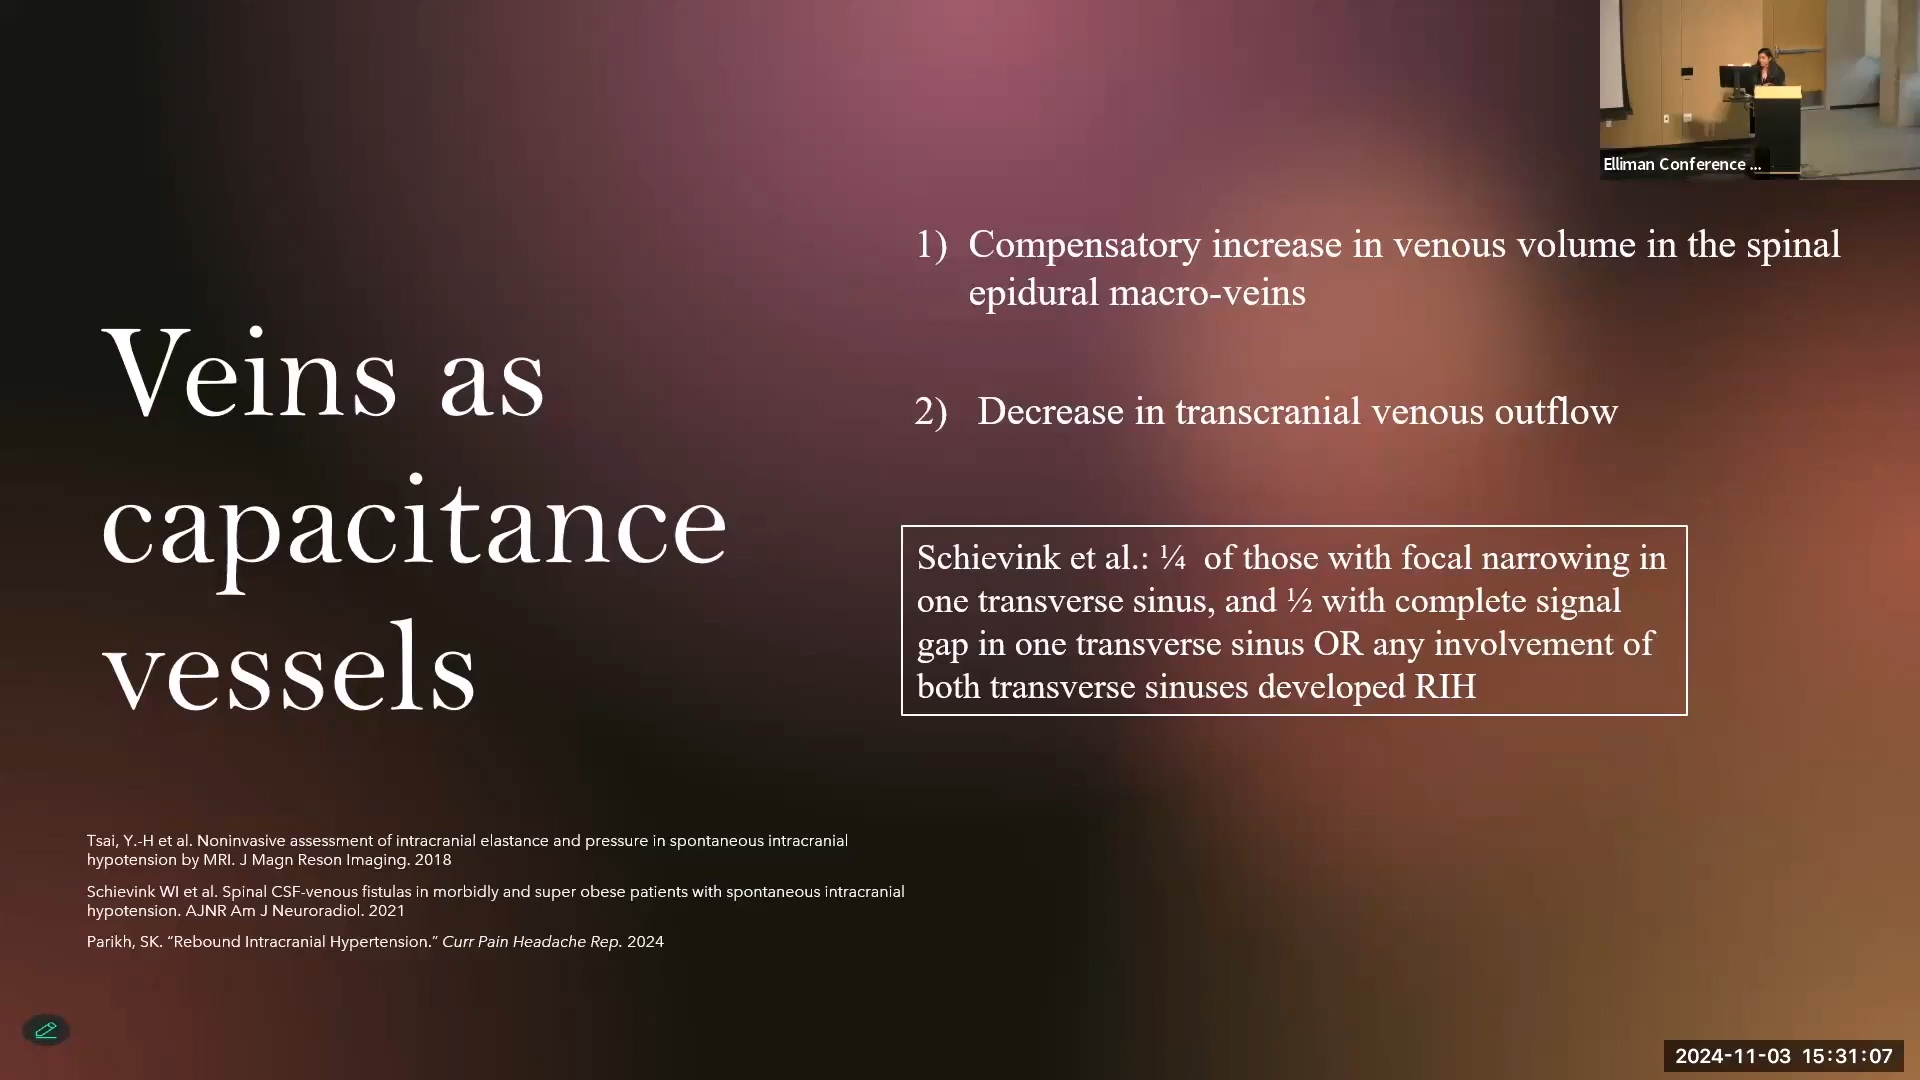 Elliman Conference ...
Veins as
capacitance
vessels
1) Compensatory increase in venous volume in the spinal
epidural macro-veins
2) Decrease in transcranial venous outflow
Schievink et al.: ¼ of those with focal narrowing in
one transverse sinus, and ½ with complete signal
gap in one transverse sinus OR any involvement of
both transverse sinuses developed RIH
Tsai, Y.-H et al. Noninvasive assessment of intracranial elastance and pressure in spontaneous intracranial
hypotension by MRI. J Magn Reson Imaging. 2018
Schievink WI et al. Spinal CSF-venous fistulas in morbidly and super obese patients with spontaneous intracranial
hypotension. AJNR Am J Neuroradiol. 2021
Parikh, SK. “Rebound Intracranial Hypertension.” Curr Pain Headache Rep. 2024
2024-11-03 15:31:07